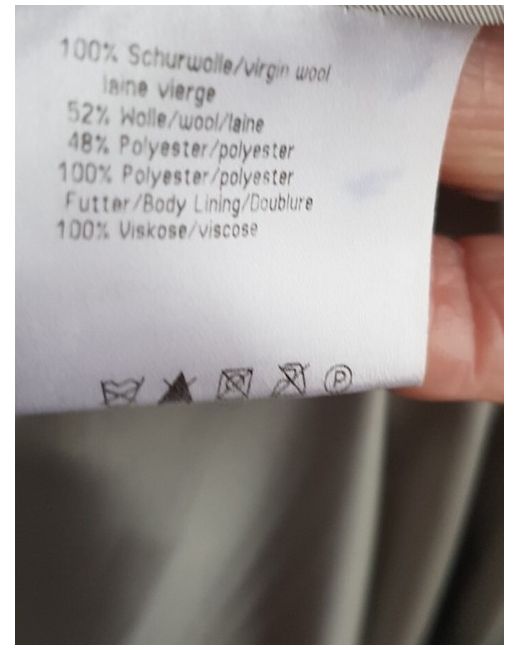 100% Schurwolle/virgin wool
laine vierge
52% Wolle/wool/laine
48% Polyester/polyester
100% Polyester/polyester
Futter/Body Lining/Doublure
100% Viskose/viscose
P